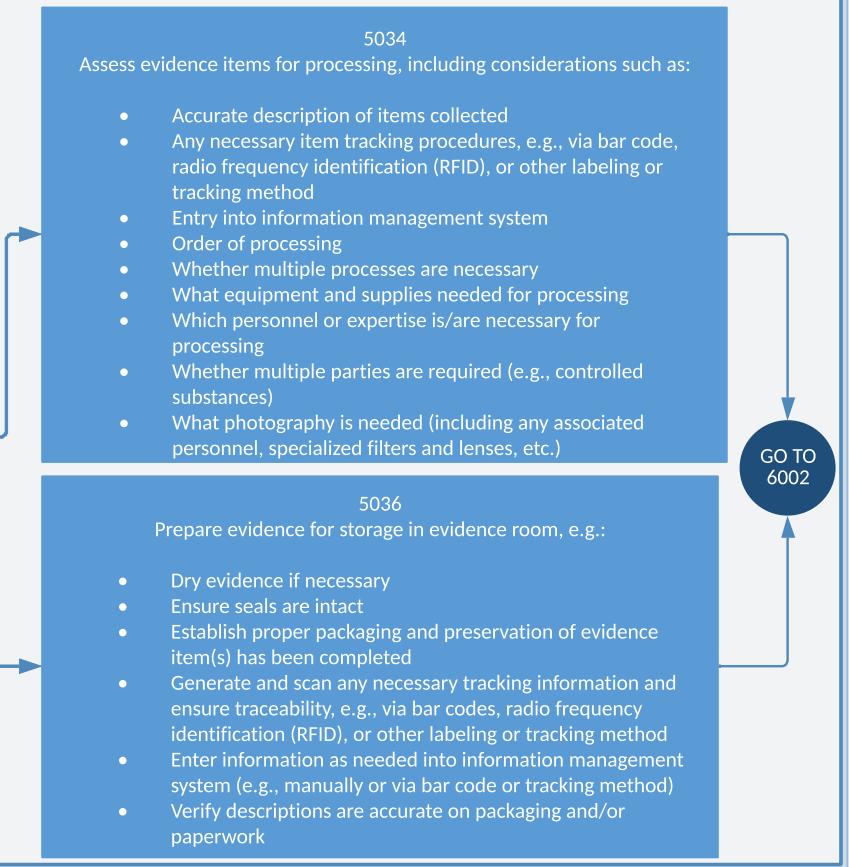 5034
Assess evidence items for processing, including considerations such as:
• Accurate description of items collected
• Any necessary item tracking procedures, e.g., via bar code,
radio frequency identification (RFID), or other labeling or
tracking method
• Entry into information management system
• Order of processing
• Whether multiple processes are necessary
• What equipment and supplies needed for processing
• Which personnel or expertise is/are necessary for
processing
• Whether multiple parties are required (e.g., controlled
substances)
• What photography is needed (including any associated
personnel, specialized filters and lenses, etc.)
GO TO
6002
5036
Prepare evidence for storage in evidence room, e.g.:
• Dry evidence if necessary
• Ensure seals are intact
• Establish proper packaging and preservation of evidence
item(s) has been completed
• Generate and scan any necessary tracking information and
ensure traceability, e.g., via bar codes, radio frequency
identification (RFID), or other labeling or tracking method
• Enter information as needed into information management
system (e.g., manually or via bar code or tracking method)
• Verify descriptions are accurate on packaging and/or
paperwork